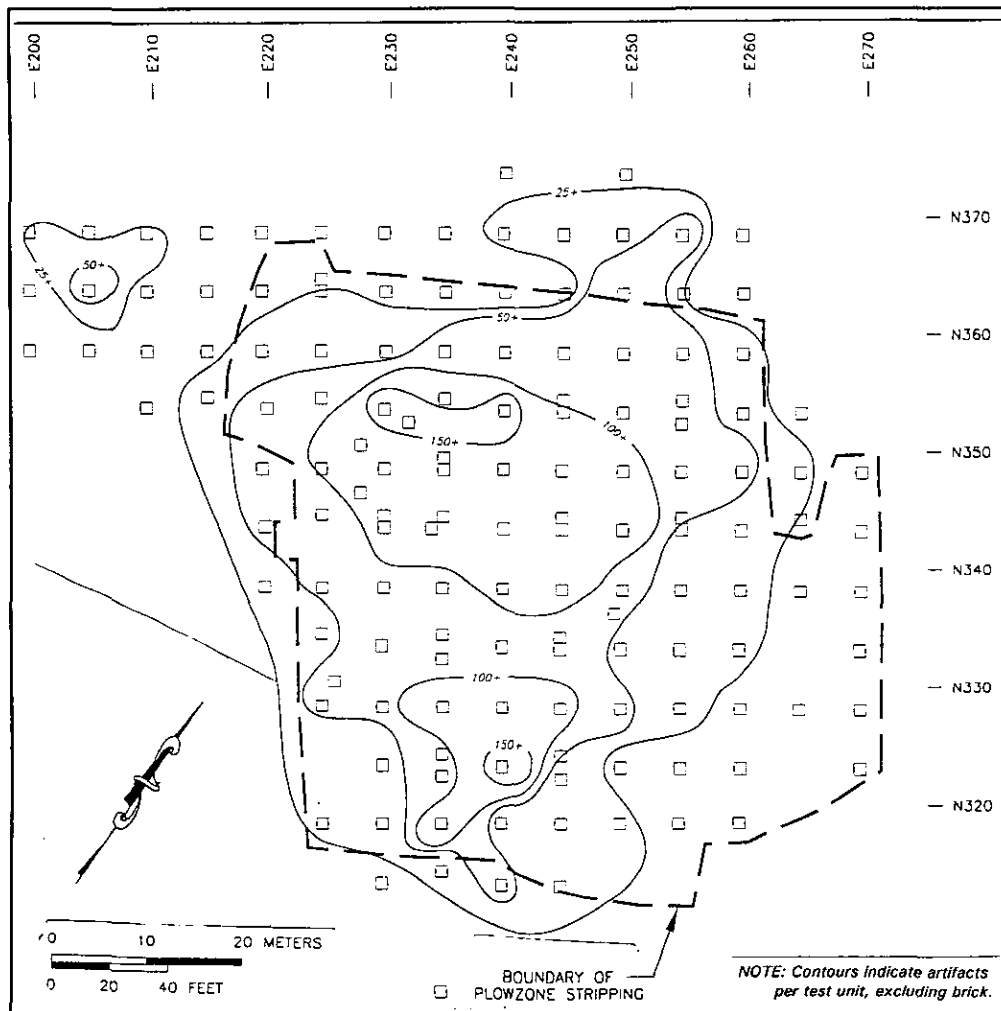 E200
E210
E220
E230
E240
E250
E260
E270
25+
N370
50+
25+
50+
N360
150+
100+
N350
N340
100+
N330
150+
N320
0 10 20 METERS
0 20 40 FEET
BOUNDARY OF
PLOWZONE STRIPPING
NOTE: Contours indicate artifacts
per test unit, excluding brick.